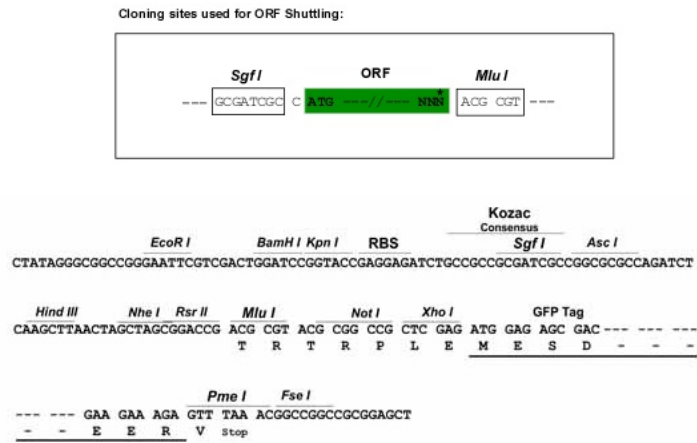 Cloning sites used for ORF Shuttling:
Sgf I ORF Mlu I
--- GCGATCGC C ATG ---//--- NNN* ACG CGT ---
Kozac
Consensus
EcoR I BamH I Kpn I RBS Sgf I Asc I
CTATAGGGCGGCCGGGAATTCGTCGACTGGATCCGGTACCGAGGAGATCTGCCGCCGCGATCGCCGGCGCGCCAGATCT
Hind III Nhe I Rsr II Mlu I Not I Xho I GFP Tag
CAAGCTTAACTAGCTAGCGGACCG ACG CGT ACG CGG CCG CTC GAG ATG GAG AGC GAC--- --- ---
T R T R P L E M E S D - - -
Pme I Fse I
--- --- GAA GAA AGA GTT TAA ACGGCCGGCCGCGGAGCT
- - E E R V Stop